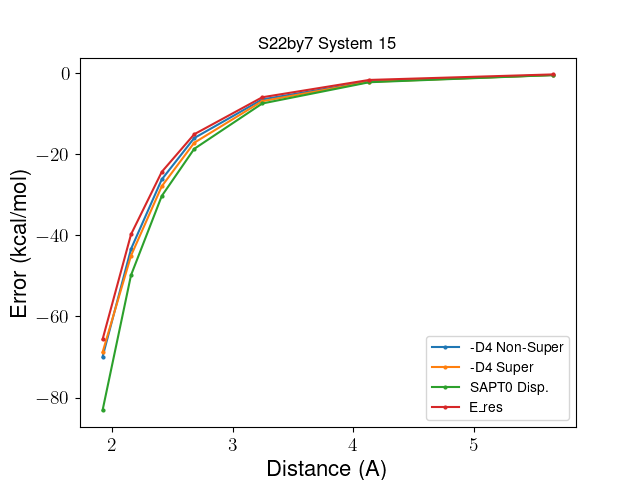 S22by7 System 15
Error (kcal/mol)
0
−20
−40
−60
−80
2
3
4
5
Distance (A)
-D4 Non-Super
-D4 Super
SAPT0 Disp.
E_res